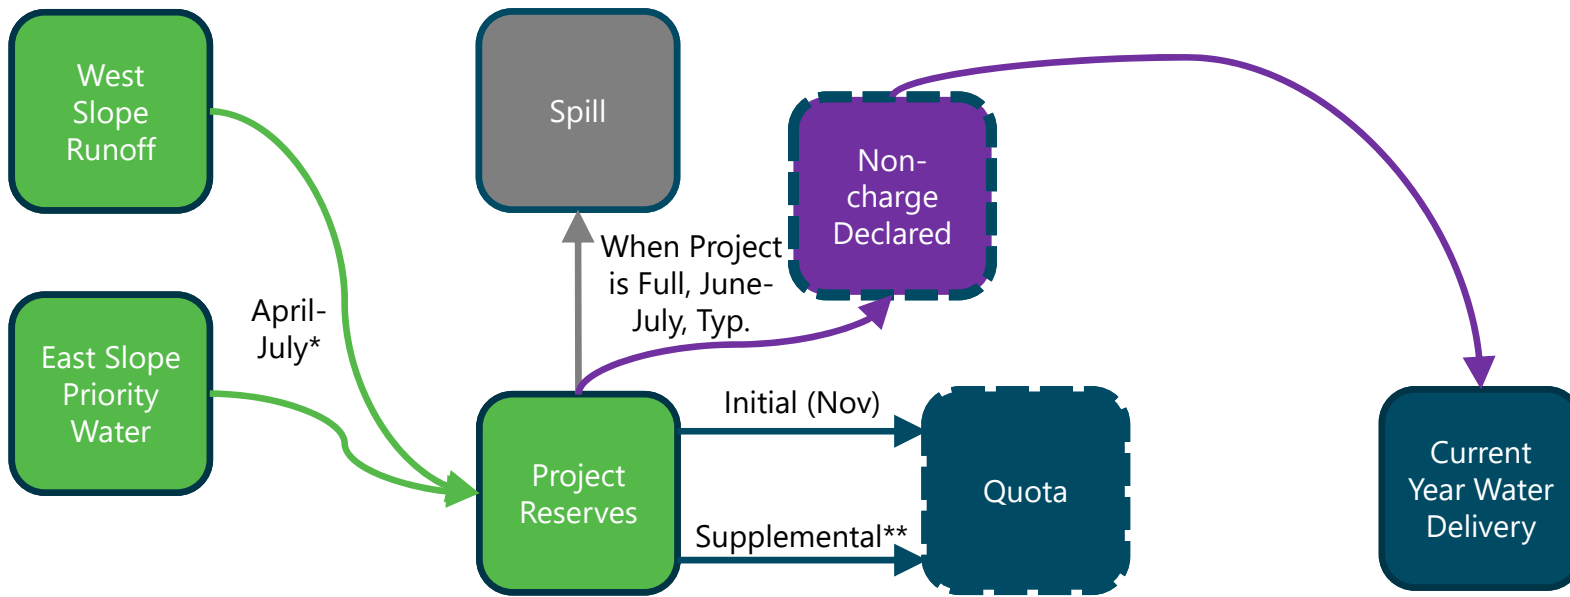 West
Slope
Runoff
Spill
Non-
charge
Declared
When Project
is Full, June-
July, Typ.
April-
July*
East Slope
Priority
Water
Initial (Nov)
Project
Reserves
Supplemental**
Quota
Current
Year Water
Delivery